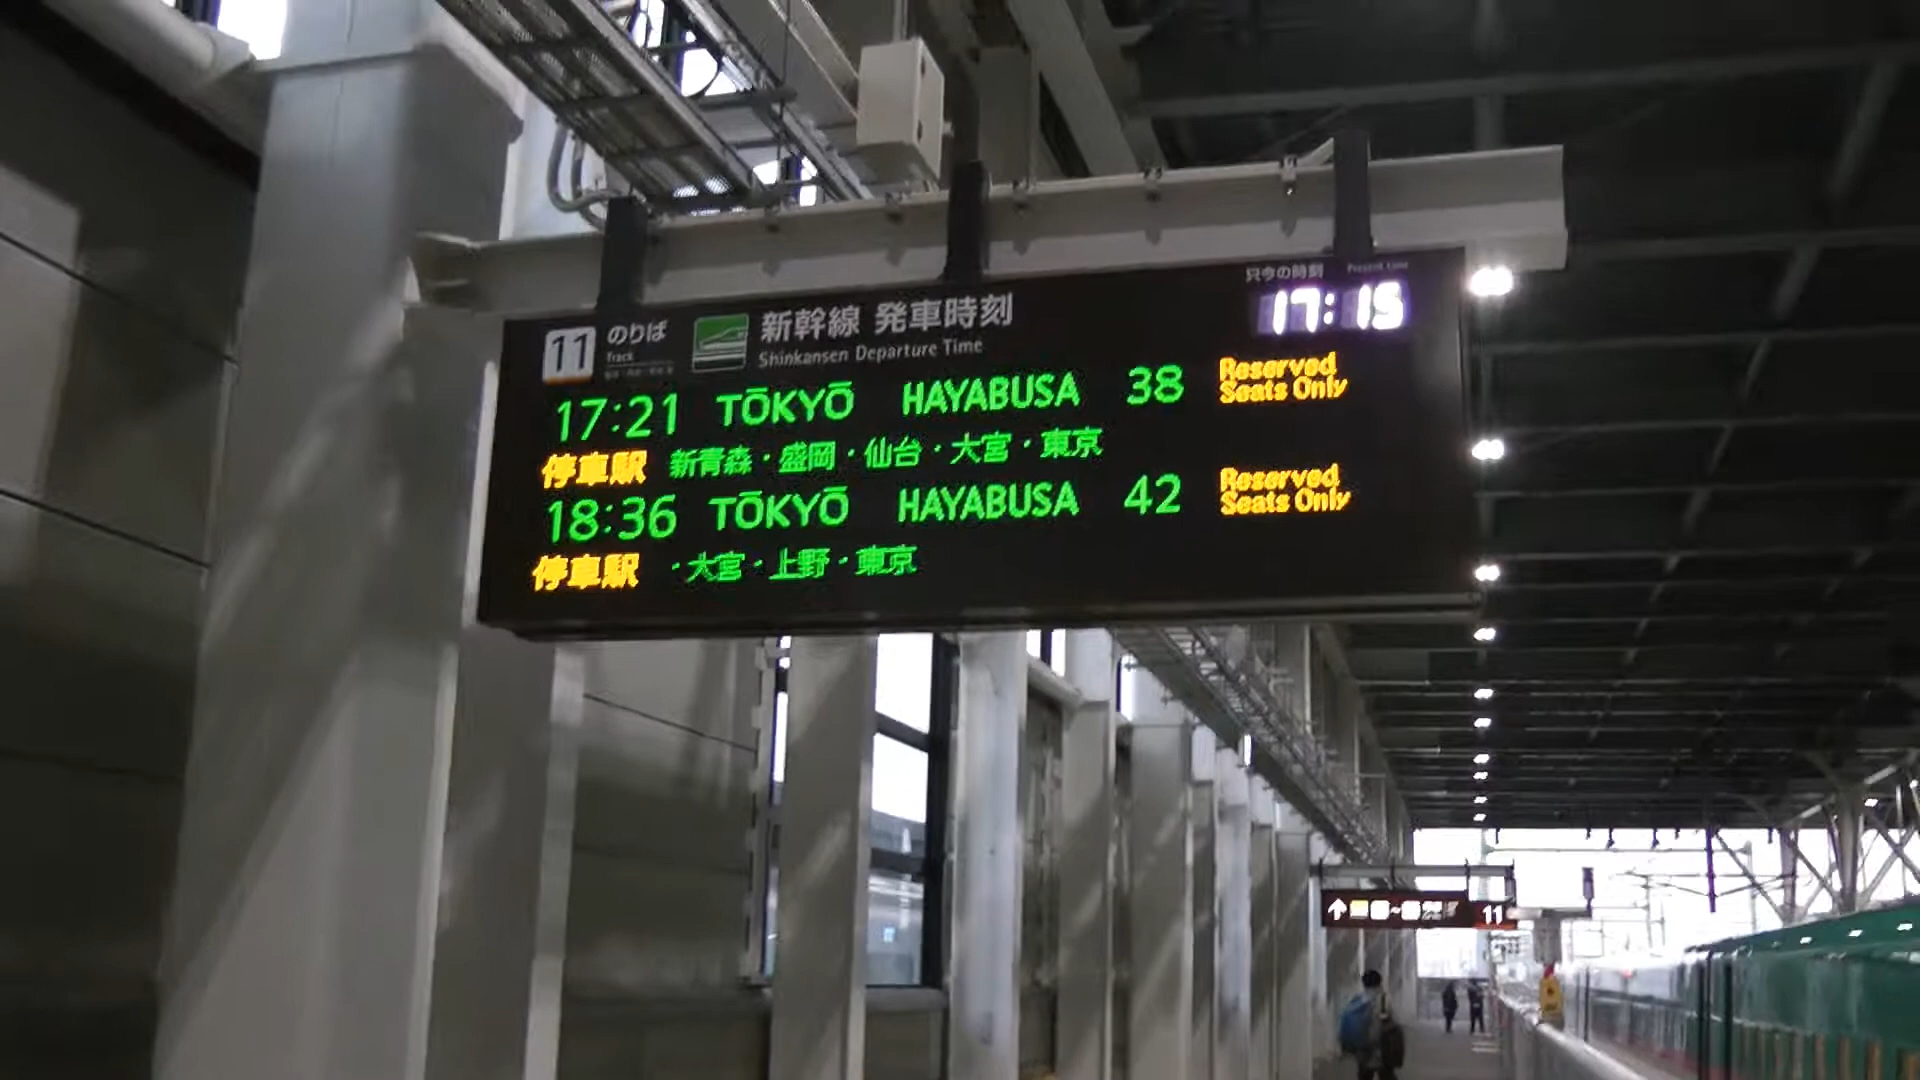 只今の時刻 Present time
17:15
11 のりば 新幹線 発車時刻
Track Shinkansen Departure Time
17:21 TŌKYŌ HAYABUSA 38 Reserved Seats Only
停車駅 新青森・盛岡・仙台・大宮・東京
18:36 TŌKYŌ HAYABUSA 42 Reserved Seats Only
停車駅 ・大宮・上野・東京
11